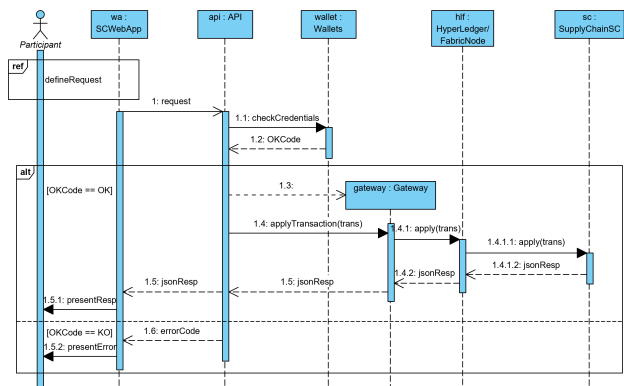 wa :
SCWebApp
api : API
wallet :
Wallets
hlf :
HyperLedger/
FabricNode
sc :
SupplyChainSC
Participant
ref
defineRequest
1: request
1.1: checkCredentials
1.2: OKCode
alt
[OKCode == OK]
1.3:
gateway : Gateway
1.4: applyTransaction(trans)
1.4.1: apply(trans)
1.4.1.1: apply(trans)
1.4.1.2: jsonResp
1.4.2: jsonResp
1.5: jsonResp
1.5: jsonResp
1.5.1: presentResp
[OKCode == KO]
1.6: errorCode
1.5.2: presentError